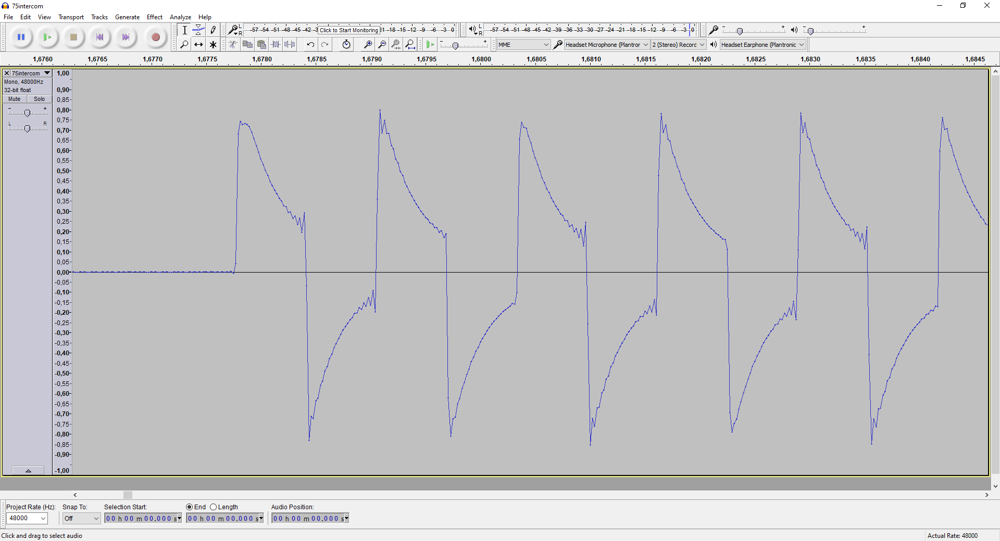 75intercom
File Edit View Transport Tracks Generate Effect Analyze Help
L
R
-57 -54 -51 -48 -45 -42 -3
Click to Start Monitoring
21 -18 -15 -12 -9 -6 -3 0
L
R
-57 -54 -51 -48 -45 -42 -39 -36 -33 -30 -27 -24 -21 -18 -15 -12 -9 -6 -3 0
- +
- +
- +
MME
Headset Microphone (Plantror
2 (Stereo) Record
Headset Earphone (Plantronic
1,6760 1,6765 1,6770 1,6775 1,6780 1,6785 1,6790 1,6795 1,6800 1,6805 1,6810 1,6815 1,6820 1,6825 1,6830 1,6835 1,6840 1,6845
75intercom
Mono, 48000Hz
32-bit float
Mute Solo
- +
L R
1,00
0,90
0,85
0,80
0,75
0,70
0,65
0,60
0,55
0,50
0,45
0,40
0,35
0,30
0,25
0,20
0,15
0,10
0,05
0,00
-0,05
-0,10
-0,15
-0,20
-0,25
-0,30
-0,35
-0,40
-0,45
-0,50
-0,55
-0,60
-0,65
-0,70
-0,75
-0,80
-0,85
-0,90
-1,00
Project Rate (Hz): Snap To: Selection Start: End Length Audio Position:
48000 Off 00 h 00 m 00.000 s 00 h 00 m 00.000 s 00 h 00 m 00.000 s
Click and drag to select audio
Actual Rate: 48000